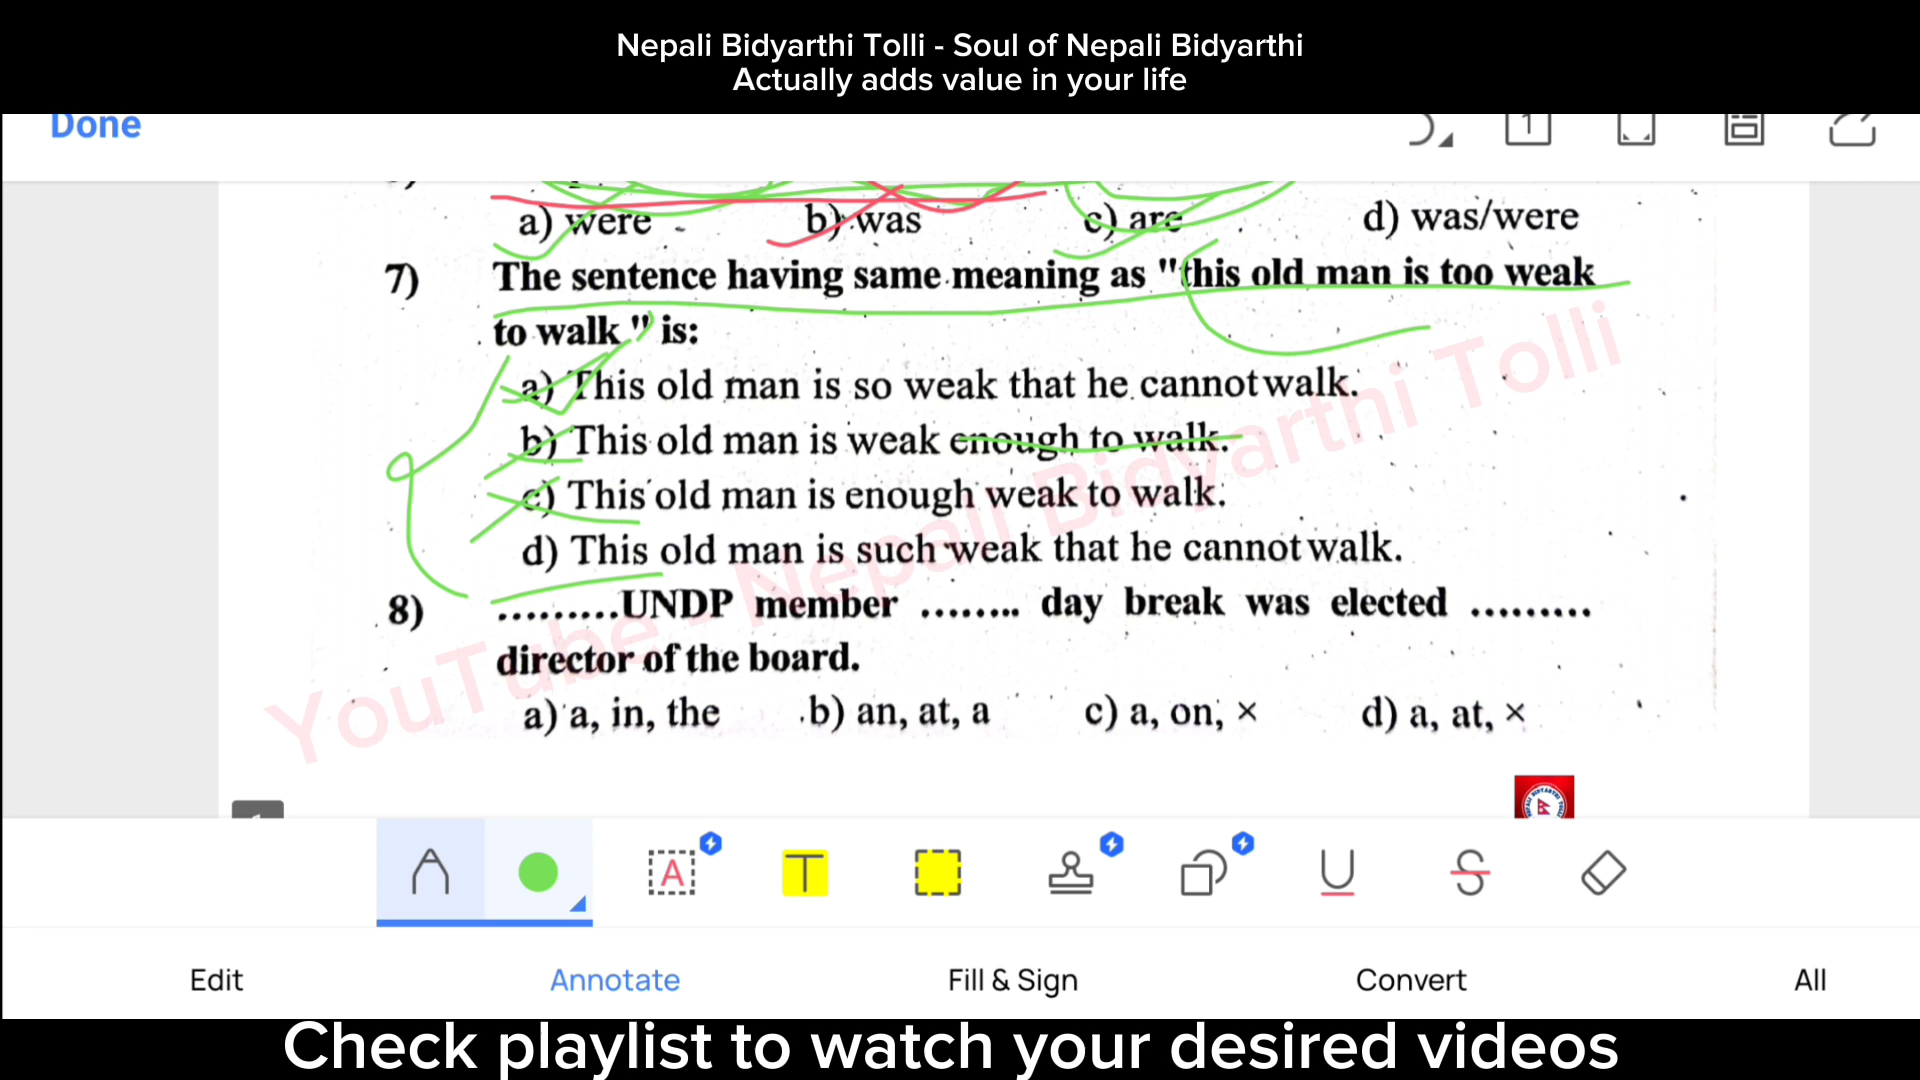 Nepali Bidyarthi Tolli - Soul of Nepali Bidyarthi
Actually adds value in your life
Done
a) were b) was c) are d) was/were
7) The sentence having same meaning as "this old man is too weak
to walk" is:
a) This old man is so weak that he cannot walk.
b) This old man is weak enough to walk.
c) This old man is enough weak to walk.
d) This old man is such weak that he cannot walk.
8) .........UNDP member ........ day break was elected .........
director of the board.
a) a, in, the b) an, at, a c) a, on, × d) a, at, ×
YouTube - Nepali Bidyarthi Tolli
Edit Annotate Fill & Sign Convert All
Check playlist to watch your desired videos